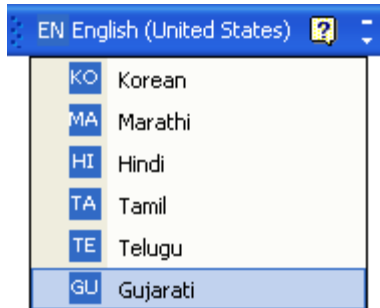 EN English (United States)
KO Korean
MA Marathi
HI Hindi
TA Tamil
TE Telugu
GU Gujarati